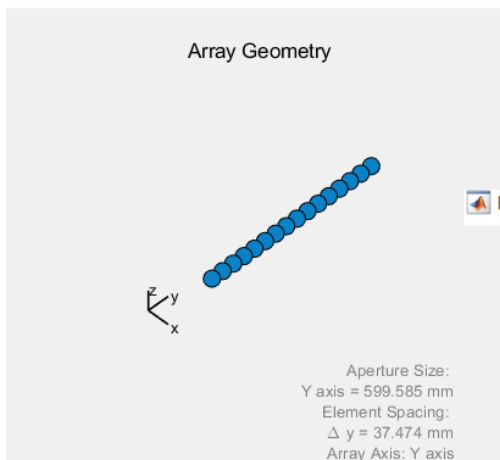 Array Geometry
z
y
x
Aperture Size:
Y axis = 599.585 mm
Element Spacing:
Δ y = 37.474 mm
Array Axis: Y axis